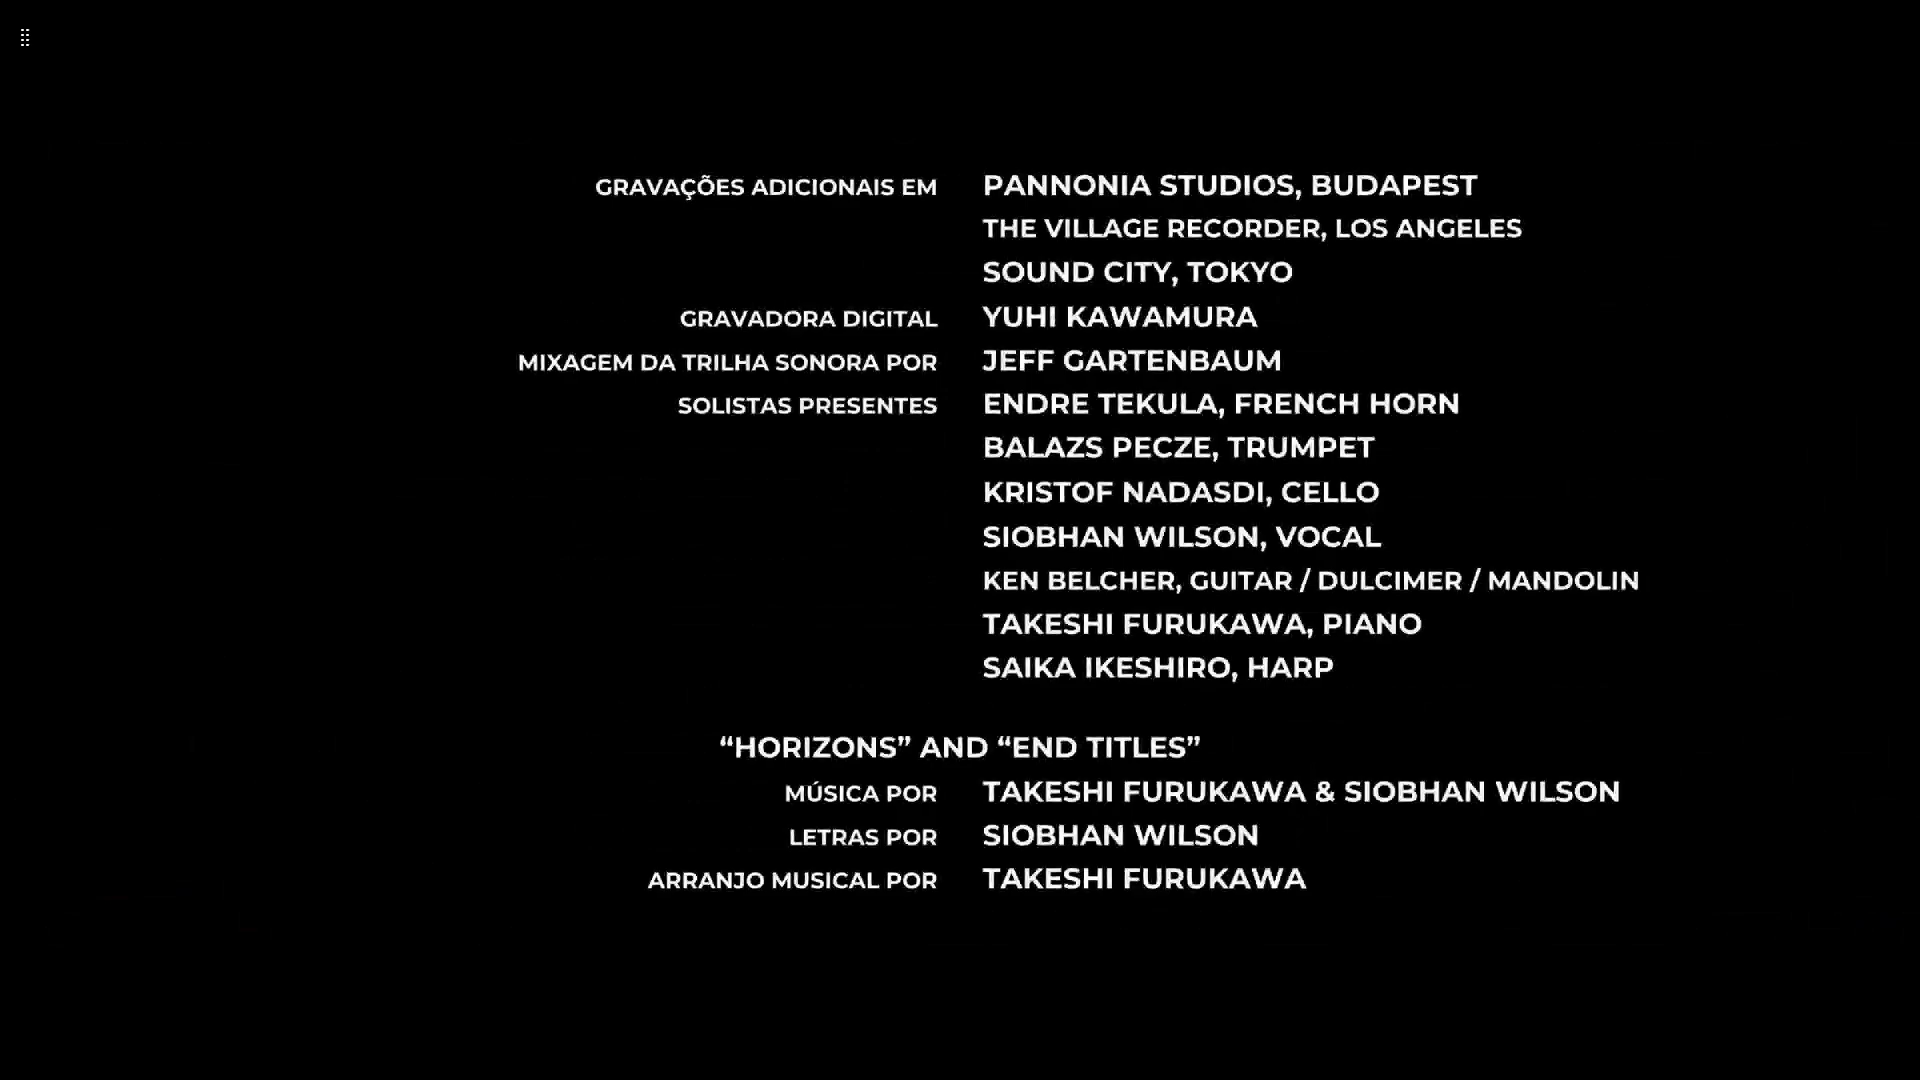 GRAVAÇÕES ADICIONAIS EM PANNONIA STUDIOS, BUDAPEST
THE VILLAGE RECORDER, LOS ANGELES
SOUND CITY, TOKYO
GRAVADORA DIGITAL YUHI KAWAMURA
MIXAGEM DA TRILHA SONORA POR JEFF GARTENBAUM
SOLISTAS PRESENTES ENDRE TEKULA, FRENCH HORN
BALAZS PECZE, TRUMPET
KRISTOF NADASDI, CELLO
SIOBHAN WILSON, VOCAL
KEN BELCHER, GUITAR / DULCIMER / MANDOLIN
TAKESHI FURUKAWA, PIANO
SAIKA IKESHIRO, HARP
“HORIZONS” AND “END TITLES”
MÚSICA POR TAKESHI FURUKAWA & SIOBHAN WILSON
LETRAS POR SIOBHAN WILSON
ARRANJO MUSICAL POR TAKESHI FURUKAWA